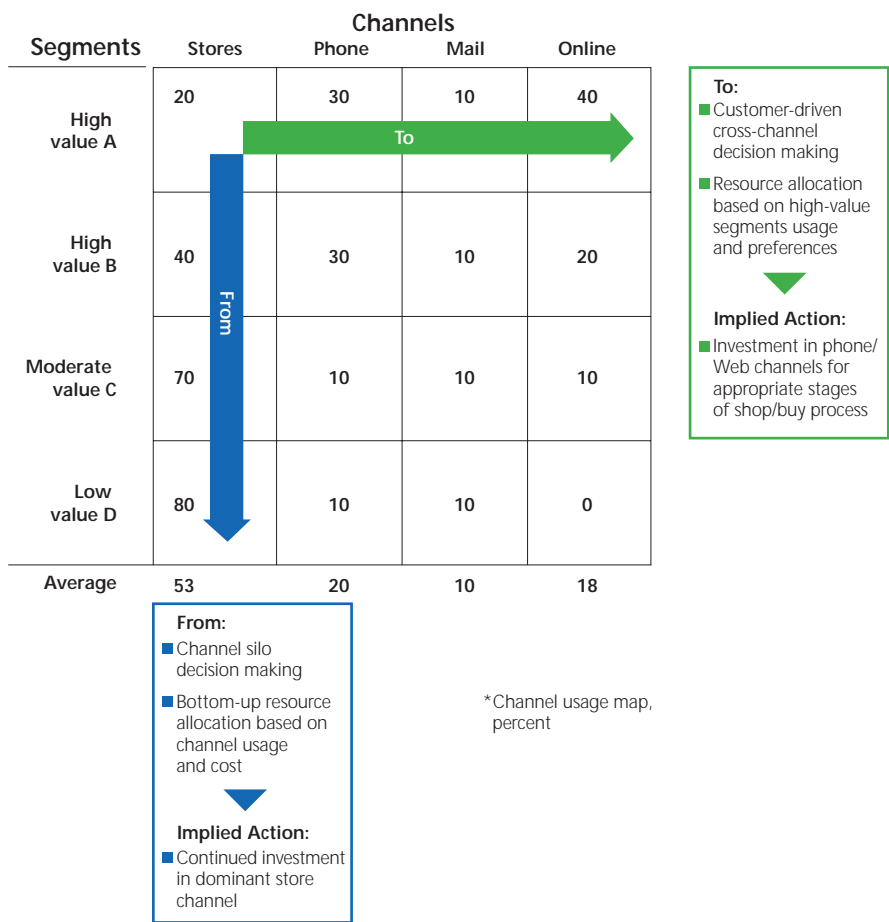 Channels
Segments Stores Phone Mail Online
High
value A
20 30 10 40
To
High
value B
40 30 10 20
From
Moderate
value C
70 10 10 10
Low
value D
80 10 10 0
Average 53 20 10 18
To:
Customer-driven
cross-channel
decision making
Resource allocation
based on high-value
segments usage
and preferences
Implied Action:
Investment in phone/
Web channels for
appropriate stages
of shop/buy process
From:
Channel silo
decision making
Bottom-up resource
allocation based on
channel usage
and cost
Implied Action:
Continued investment
in dominant store
channel
*Channel usage map,
percent